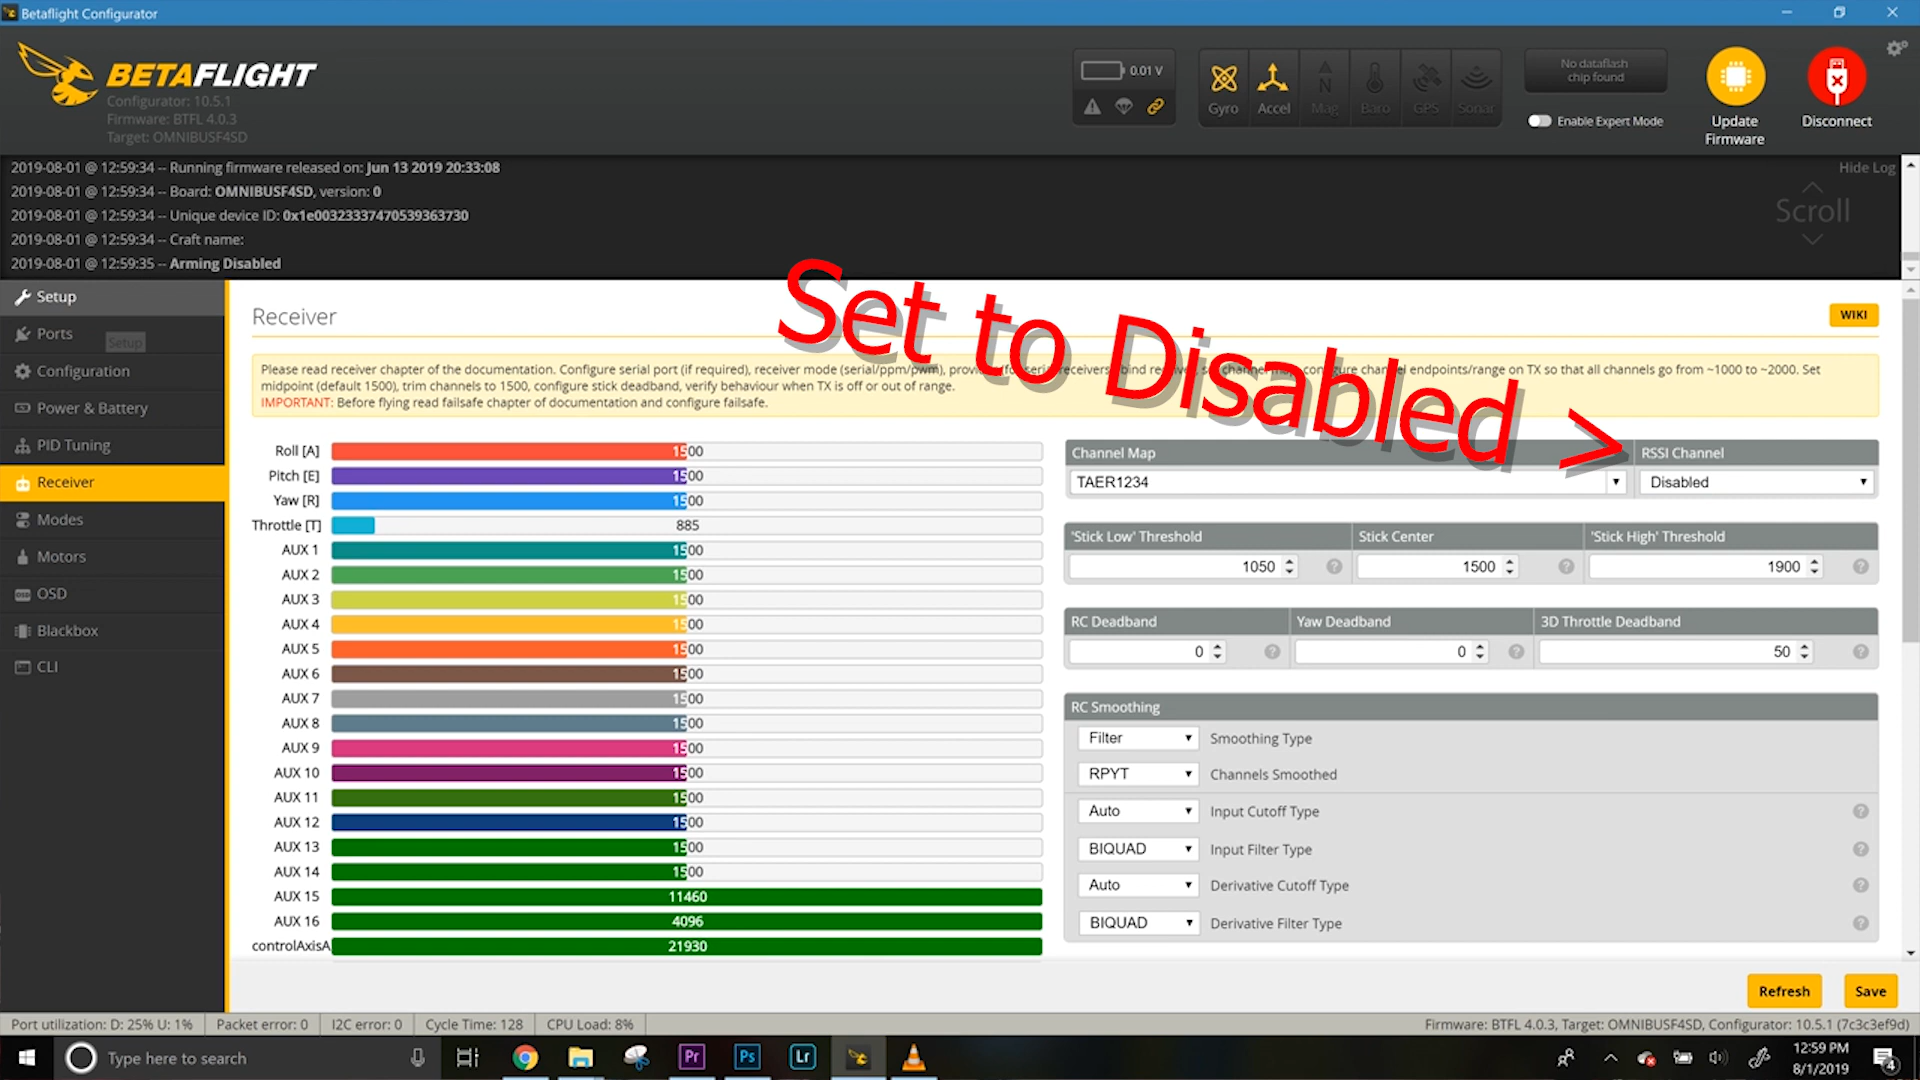 Betaflight Configurator
BETAFLIGHT
Configurator: 10.5.1
Firmware: BTFL 4.0.3
Target: OMNIBUSF4SD
0.01 V
Gyro
Accel
Mag
Baro
GPS
Sonar
No dataflash
chip found
Enable Expert Mode
Update
Firmware
Disconnect
2019-08-01 @ 12:59:34 -- Running firmware released on: Jun 13 2019 20:33:08
2019-08-01 @ 12:59:34 -- Board: OMNIBUSF4SD, version: 0
2019-08-01 @ 12:59:34 -- Unique device ID: 0x1e00323337470539363730
2019-08-01 @ 12:59:34 -- Craft name:
2019-08-01 @ 12:59:35 -- Arming Disabled
Hide Log
Scroll
Setup
Ports
Setup
Configuration
Power & Battery
PID Tuning
Receiver
Modes
Motors
OSD
Blackbox
CLI
Set to Disabled >
Receiver
WIKI
Please read receiver chapter of the documentation. Configure serial port (if required), receiver mode (serial/ppm/pwm), channel endpoints/range on TX so that all channels go from ~1000 to ~2000. Set
midpoint (default 1500), trim channels to 1500, configure stick deadband, verify behaviour when TX is off or out of range.
IMPORTANT: Before flying read failsafe chapter of documentation and configure failsafe.
Roll [A] 1500
Pitch [E] 1500
Yaw [R] 1500
Throttle [T] 885
AUX 1 1500
AUX 2 1500
AUX 3 1500
AUX 4 1500
AUX 5 1500
AUX 6 1500
AUX 7 1500
AUX 8 1500
AUX 9 1500
AUX 10 1500
AUX 11 1500
AUX 12 1500
AUX 13 1500
AUX 14 1500
AUX 15 11460
AUX 16 4096
controlAxisA 21930
Channel Map
RSSI Channel
TAER1234
Disabled
'Stick Low' Threshold
Stick Center
'Stick High' Threshold
1050
1500
1900
RC Deadband
Yaw Deadband
3D Throttle Deadband
0
0
50
RC Smoothing
Filter Smoothing Type
RPYT Channels Smoothed
Auto Input Cutoff Type
BIQUAD Input Filter Type
Auto Derivative Cutoff Type
BIQUAD Derivative Filter Type
Refresh
Save
Port utilization: D: 25% U: 1%
Packet error: 0
I2C error: 0
Cycle Time: 128
CPU Load: 8%
Firmware: BTFL 4.0.3, Target: OMNIBUSF4SD, Configurator: 10.5.1 (7c3c3ef9d)
Type here to search
Pr
Ps
Lr
12:59 PM
8/1/2019
4